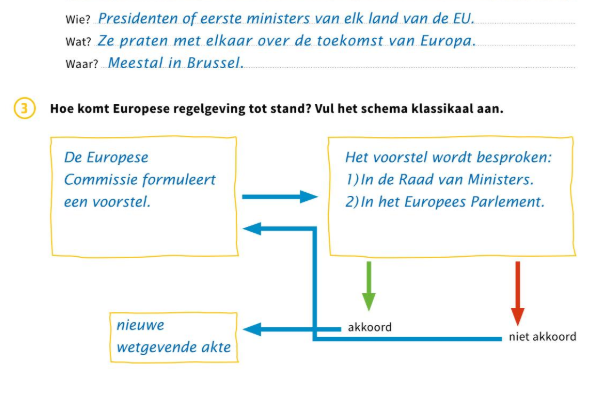 Wie? Presidenten of eerste ministers van elk land van de EU.
Wat? Ze praten met elkaar over de toekomst van Europa.
Waar? Meestal in Brussel.
3 Hoe komt Europese regelgeving tot stand? Vul het schema klassikaal aan.
De Europese
Commissie formuleert
een voorstel.
Het voorstel wordt besproken:
1) In de Raad van Ministers.
2) In het Europees Parlement.
akkoord
niet akkoord
nieuwe
wetgevende akte